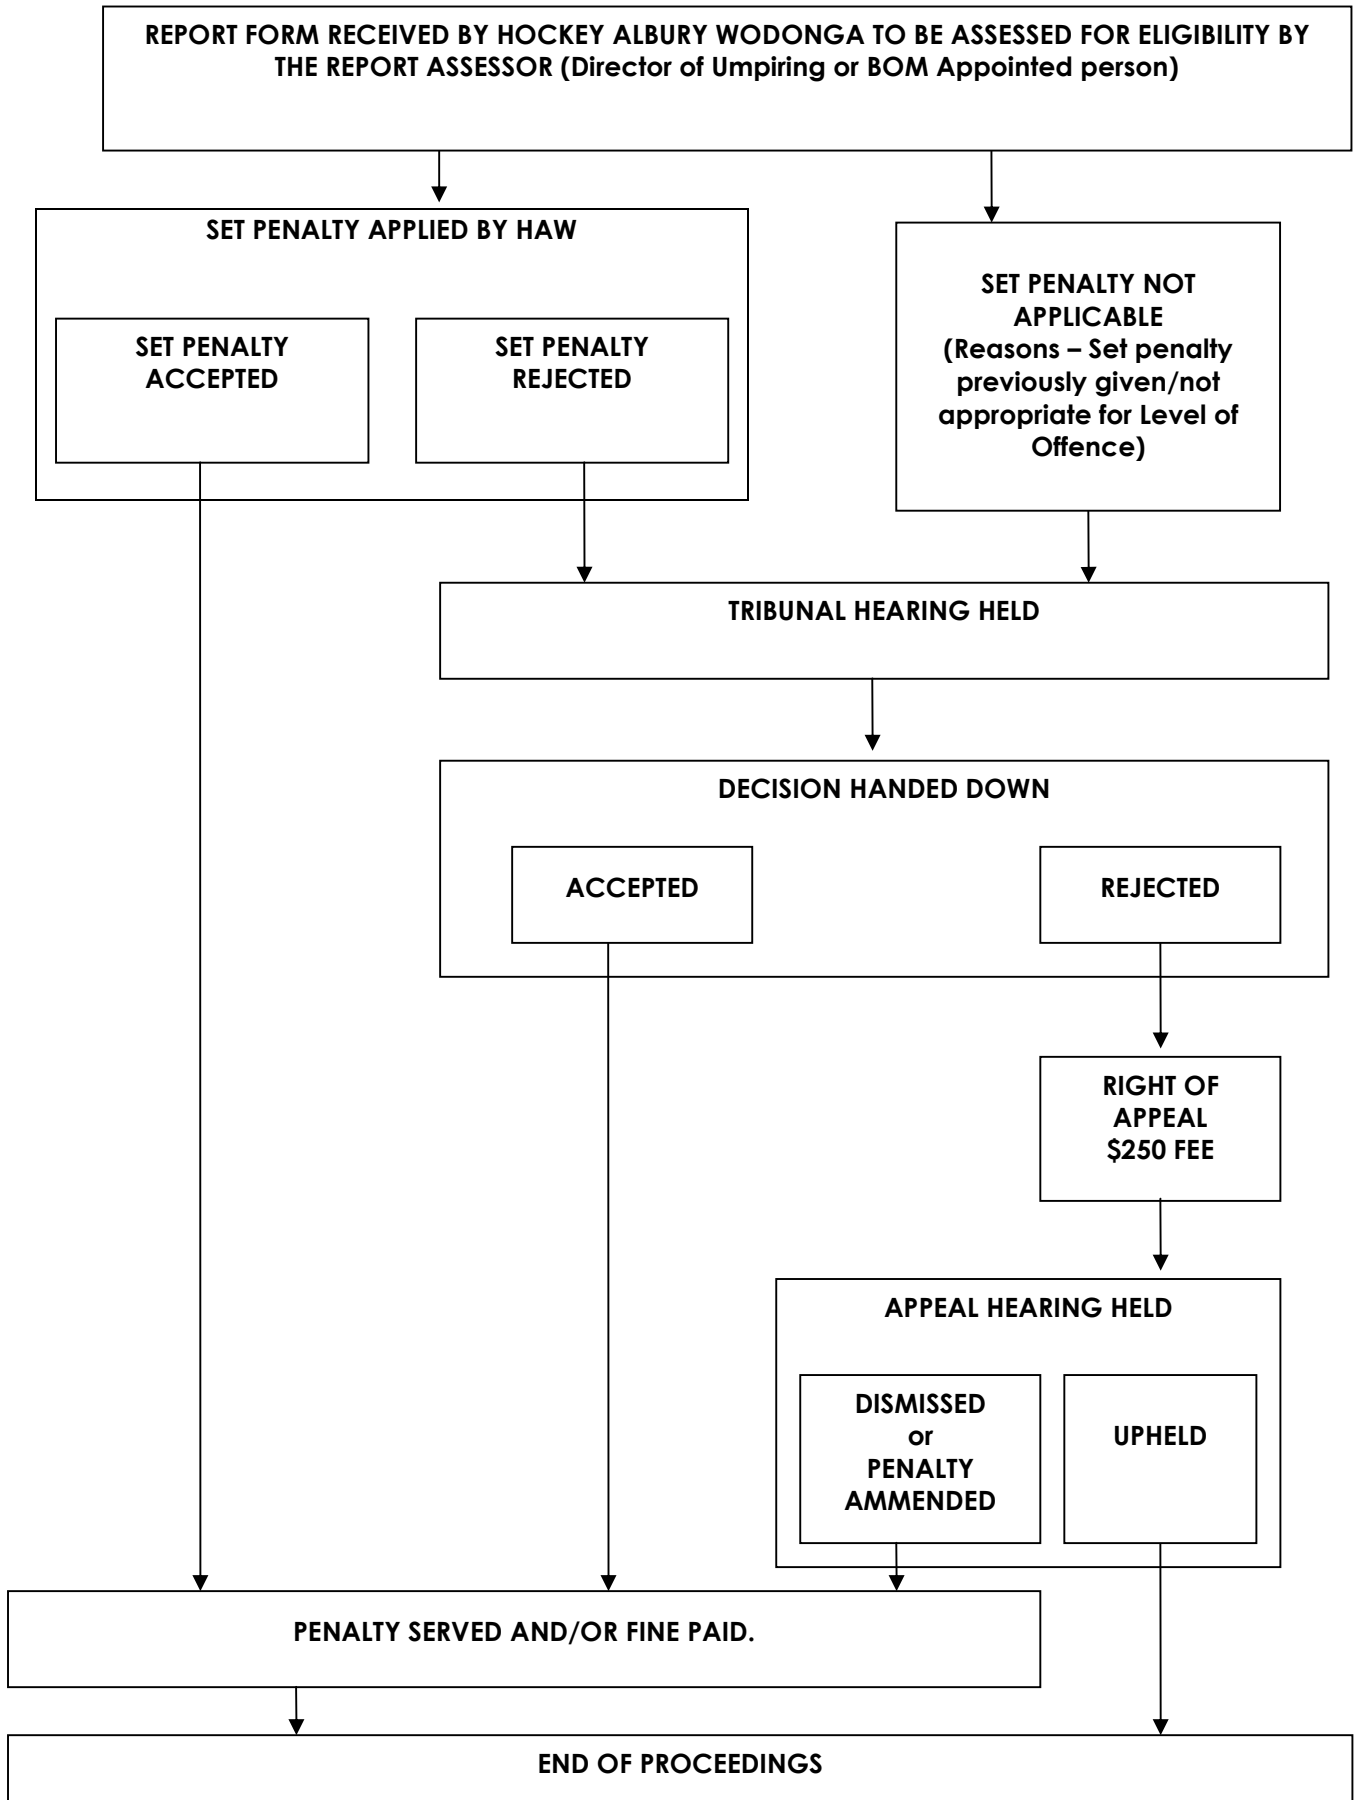 REPORT FORM RECEIVED BY HOCKEY ALBURY WODONGA TO BE ASSESSED FOR ELIGIBILITY BY
THE REPORT ASSESSOR (Director of Umpiring or BOM Appointed person)
SET PENALTY APPLIED BY HAW
SET PENALTY
ACCEPTED
SET PENALTY
REJECTED
SET PENALTY NOT
APPLICABLE
(Reasons – Set penalty
previously given/not
appropriate for Level of
Offence)
TRIBUNAL HEARING HELD
DECISION HANDED DOWN
ACCEPTED
REJECTED
RIGHT OF
APPEAL
$250 FEE
APPEAL HEARING HELD
DISMISSED
or
PENALTY
AMMENDED
UPHELD
PENALTY SERVED AND/OR FINE PAID.
END OF PROCEEDINGS